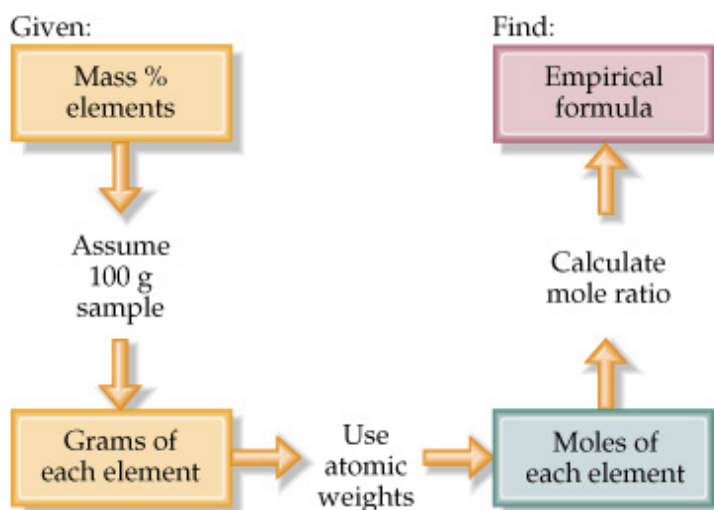 Given:
Mass %
elements
Assume
100 g
sample
Grams of
each element
Use
atomic
weights
Moles of
each element
Calculate
mole ratio
Find:
Empirical
formula